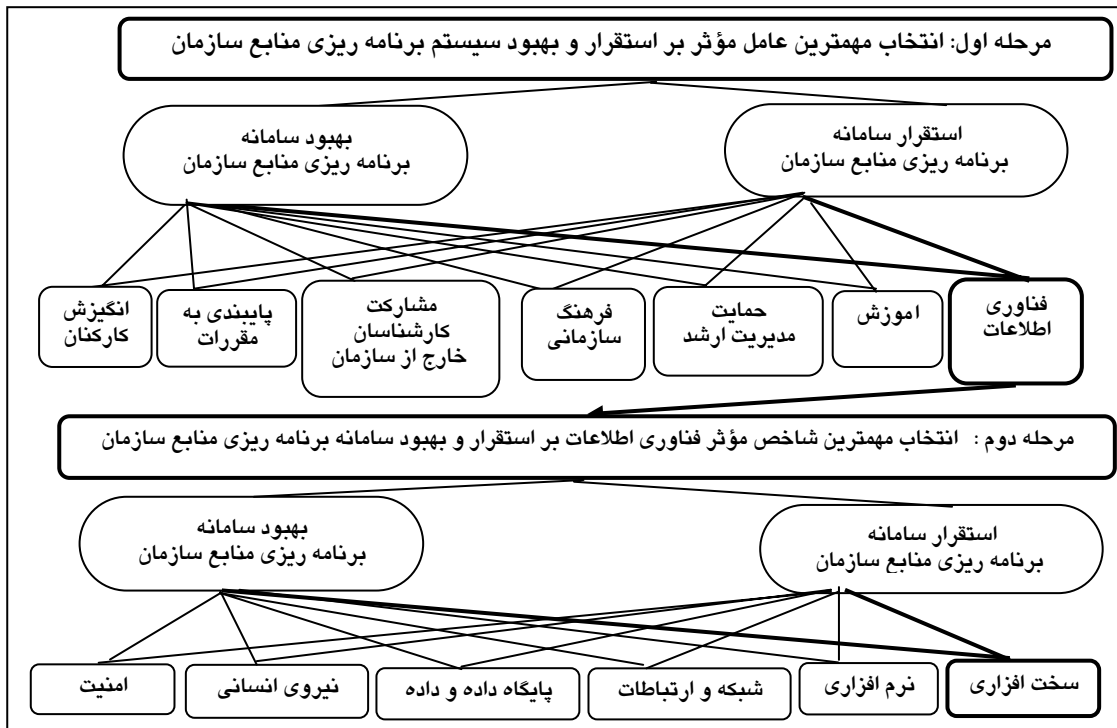 مرحله اول: انتخاب مهمترین عامل مؤثر بر استقرار و بهبود سیستم برنامه ریزی منابع سازمان
استقرار سامانه
برنامه ریزی منابع سازمان
بهبود سامانه
برنامه ریزی منابع سازمان
فناوری
اطلاعات
اموزش
حمایت
مدیریت ارشد
فرهنگ
سازمانی
مشارکت
کارشناسان
خارج از سازمان
پایبندی به
مقررات
انگیزش
کارکنان
مرحله دوم : انتخاب مهمترین شاخص مؤثر فناوری اطلاعات بر استقرار و بهبود سامانه برنامه ریزی منابع سازمان
استقرار سامانه
برنامه ریزی منابع سازمان
بهبود سامانه
برنامه ریزی منابع سازمان
سخت افزاری
نرم افزاری
شبکه و ارتباطات
پایگاه داده و داده
نیروی انسانی
امنیت